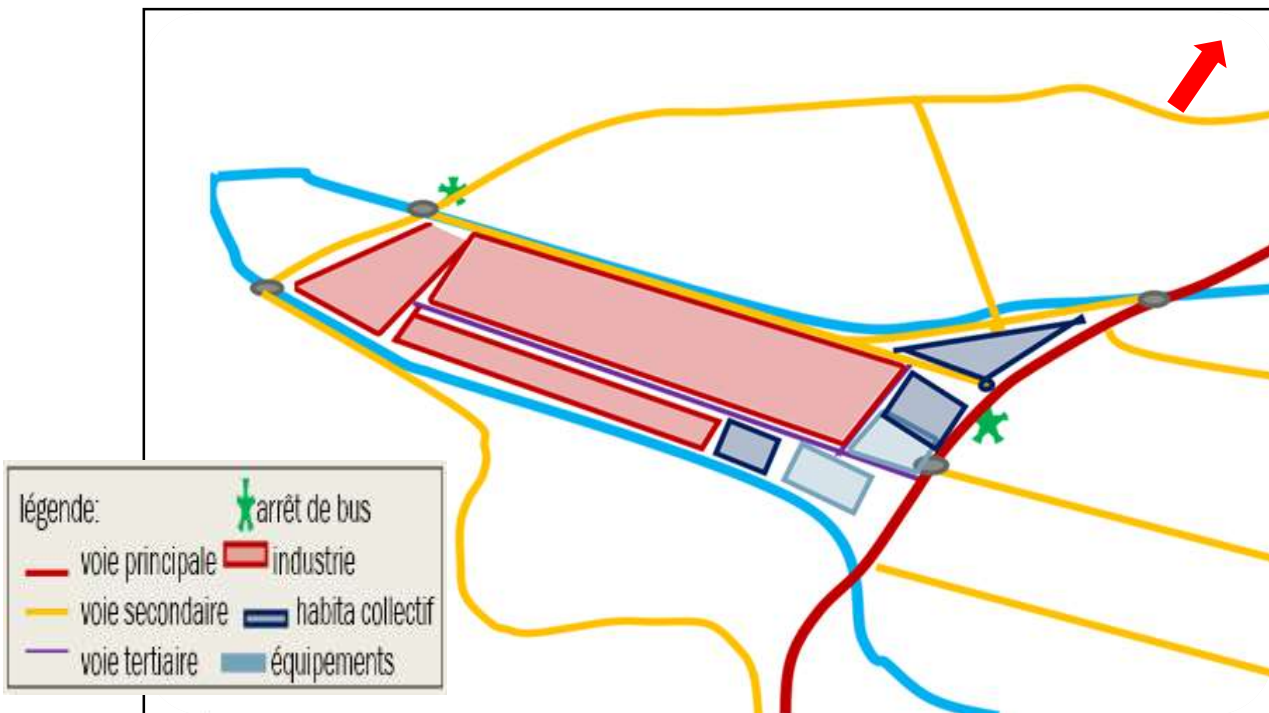 légende:
arrêt de bus
voie principale
industrie
voie secondaire
habita collectif
voie tertiaire
équipements